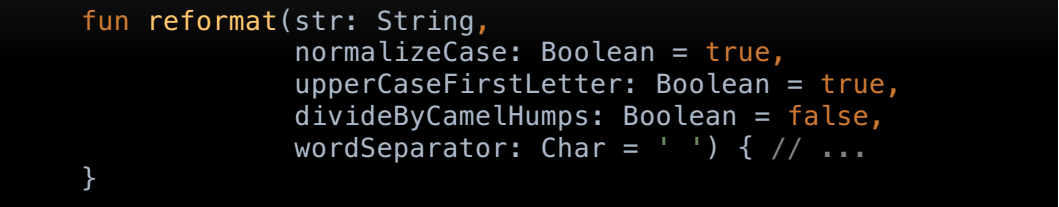 fun reformat(str: String,
normalizeCase: Boolean = true,
upperCaseFirstLetter: Boolean = true,
divideByCamelHumps: Boolean = false,
wordSeparator: Char = ' ') { // ...
}